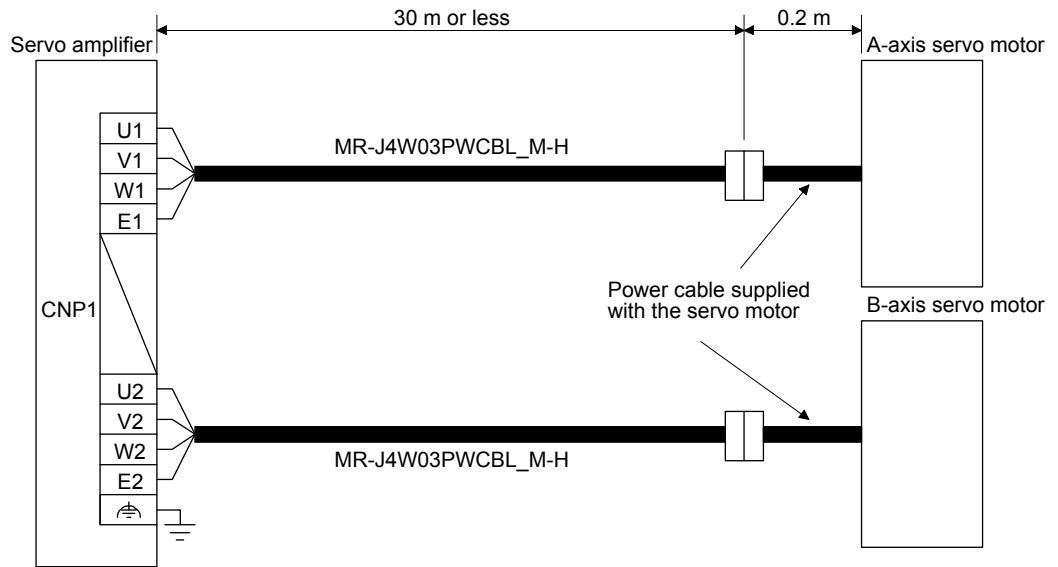 30 m or less
0.2 m
Servo amplifier
A-axis servo motor
U1
V1
W1
E1
MR-J4W03PWCBL_M-H
CNP1
Power cable supplied
with the servo motor
B-axis servo motor
U2
V2
W2
E2
MR-J4W03PWCBL_M-H